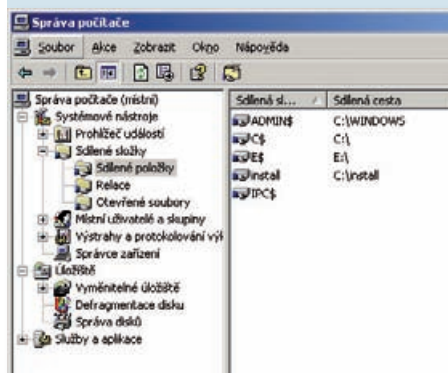 Správa počítače
Soubor Akce Zobrazit Okno Nápověda
Správa počítače (místní)
Systémové nástroje
Prohlížeč událostí
Sdílené složky
Sdílené položky
Relace
Otevřené soubory
Místní uživatelé a skupiny
Výstrahy a protokolování vý
Správce zařízení
Úložiště
Vyměnitelné úložiště
Defragmentace disku
Správa disků
Služby a aplikace
Sdílená sl... Sdílená cesta
ADMIN$ C:\WINDOWS
C$ C:\
E$ E:\
install C:\install
IPC$